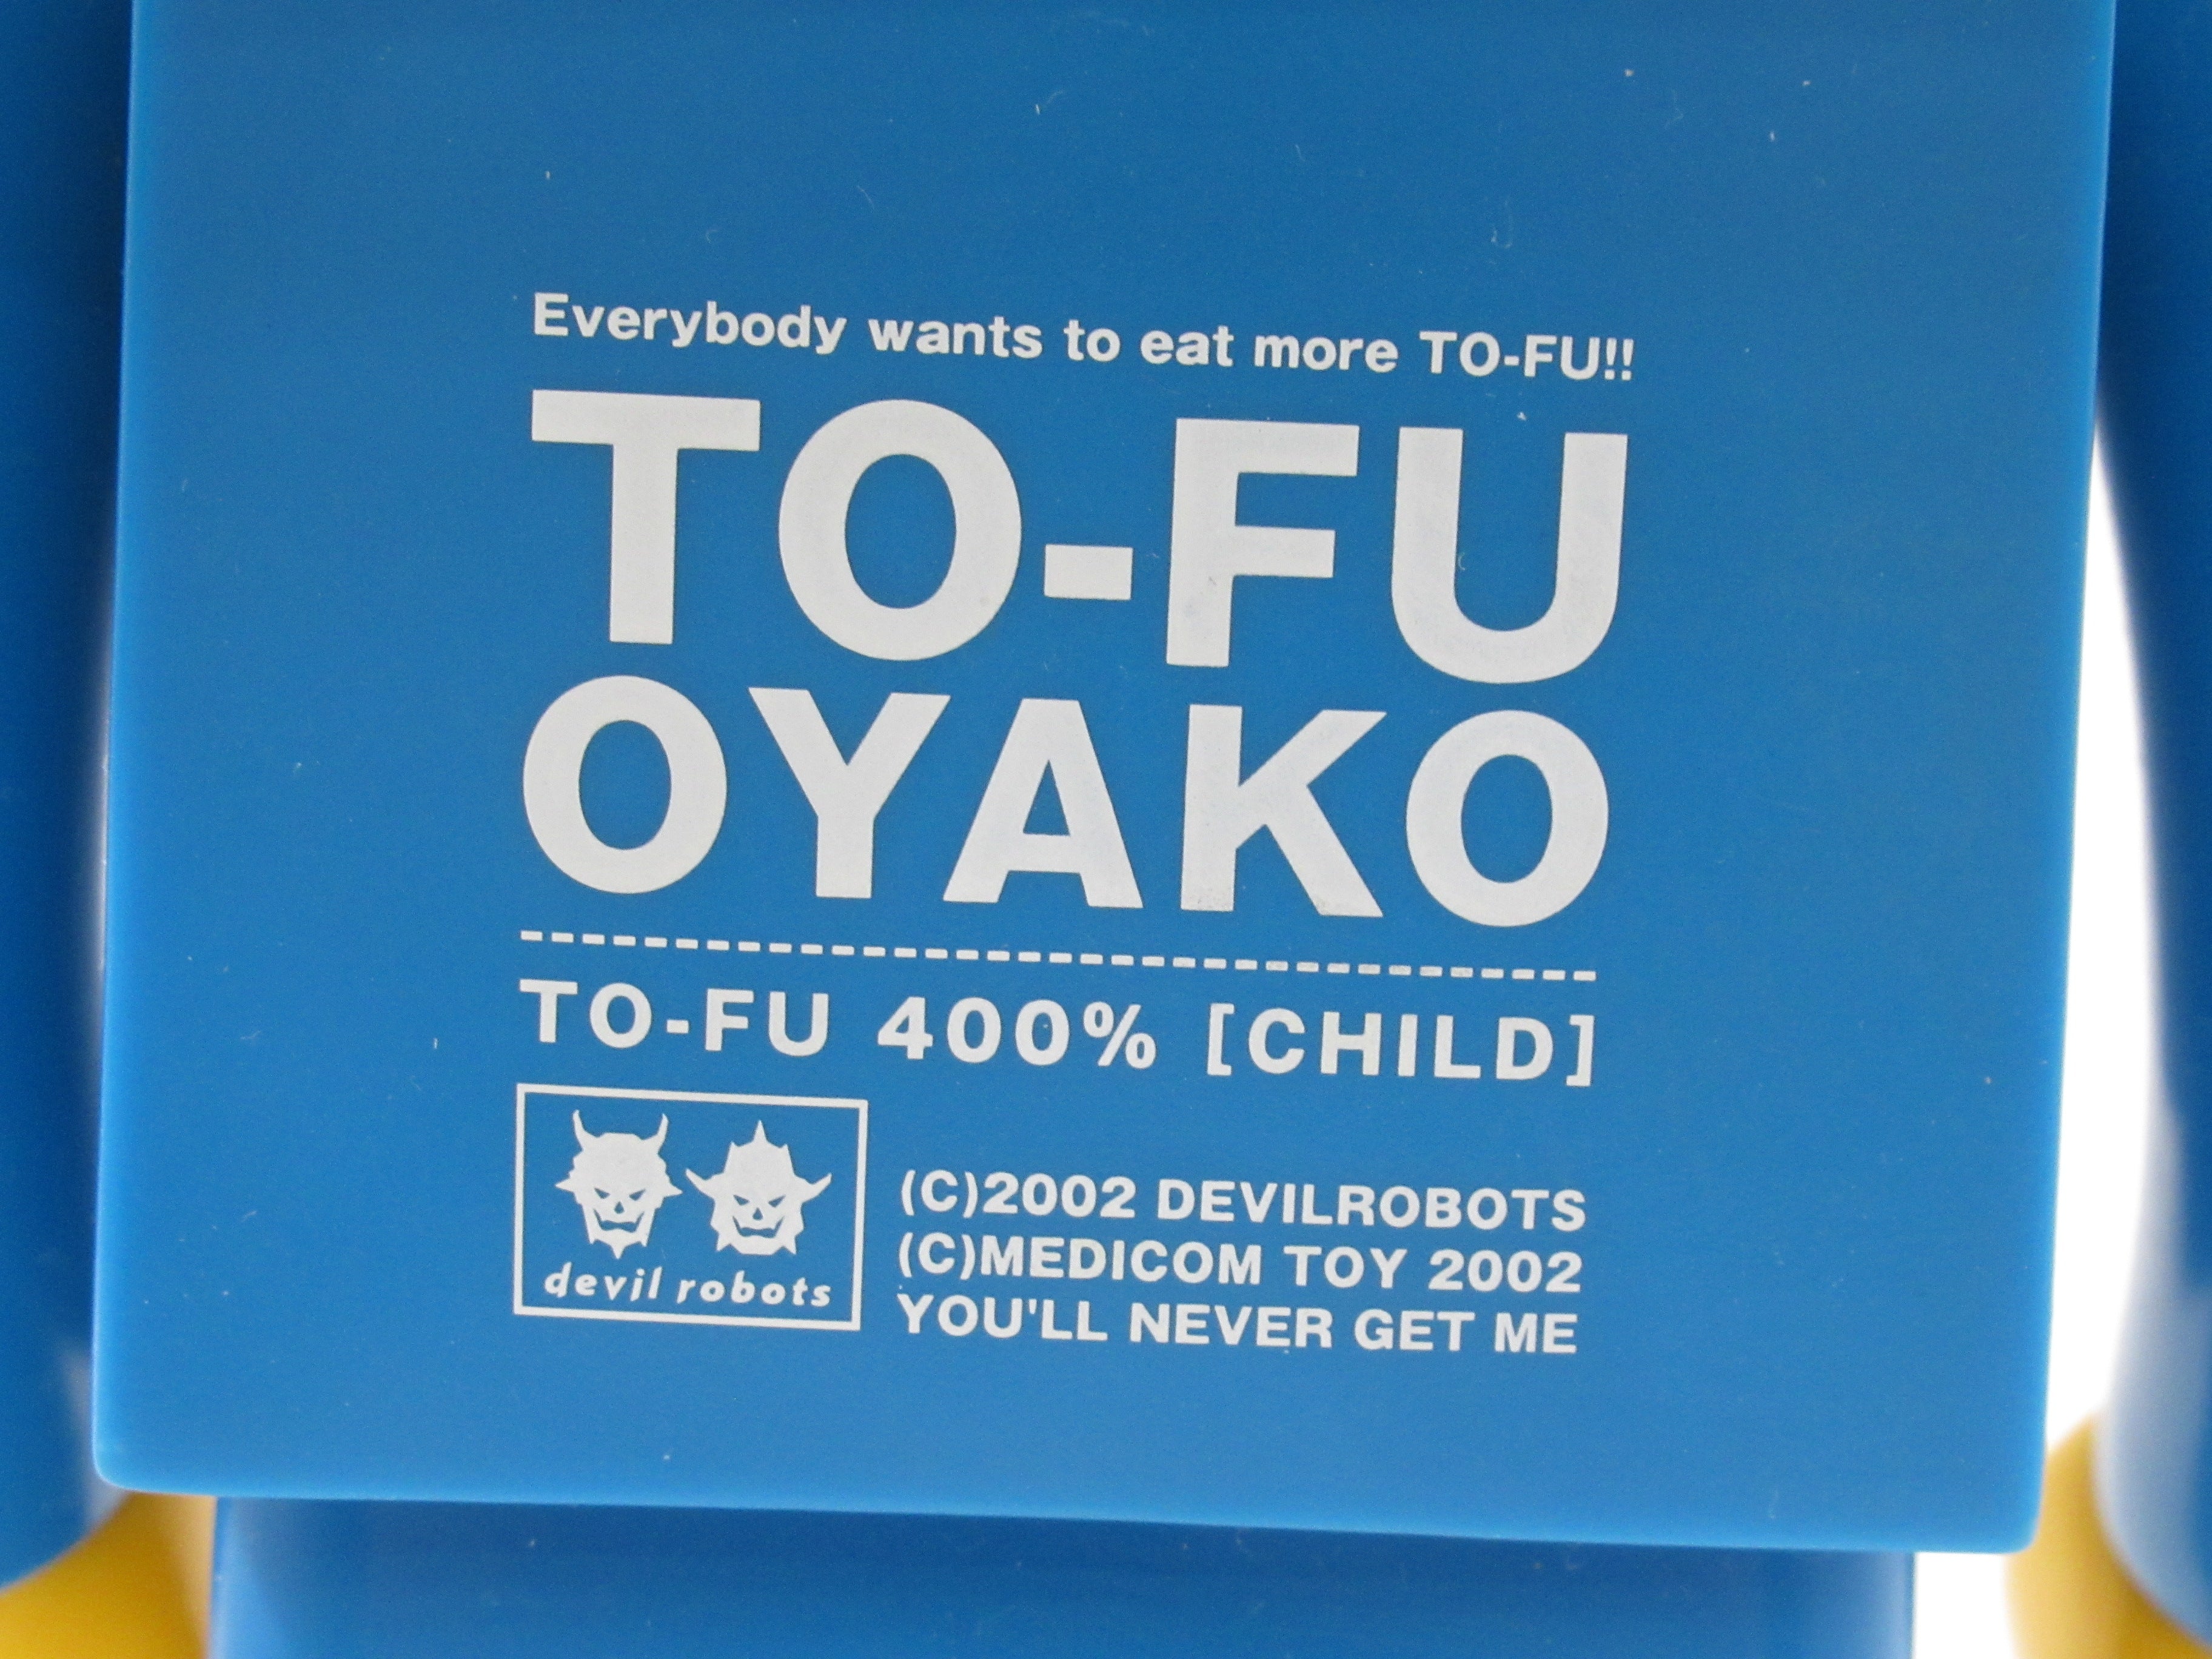 Everybody wants to eat more TO-FU!!
TO-FU
OYAKO
TO-FU 400% [CHILD]
devil robots
(C)2002 DEVILROBOTS
(C)MEDICOM TOY 2002
YOU'LL NEVER GET ME